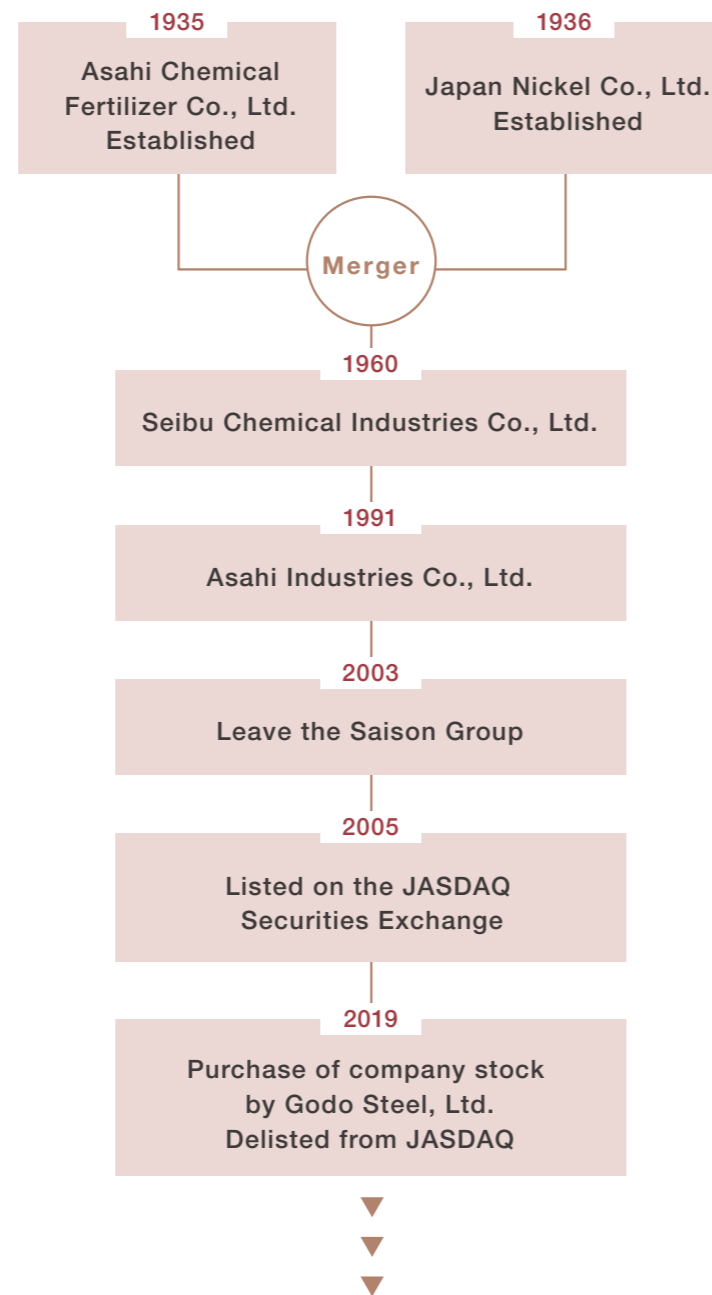 1935
Asahi Chemical
Fertilizer Co., Ltd.
Established
1936
Japan Nickel Co., Ltd.
Established
Merger
1960
Seibu Chemical Industries Co., Ltd.
1991
Asahi Industries Co., Ltd.
2003
Leave the Saison Group
2005
Listed on the JASDAQ
Securities Exchange
2019
Purchase of company stock
by Godo Steel, Ltd.
Delisted from JASDAQ